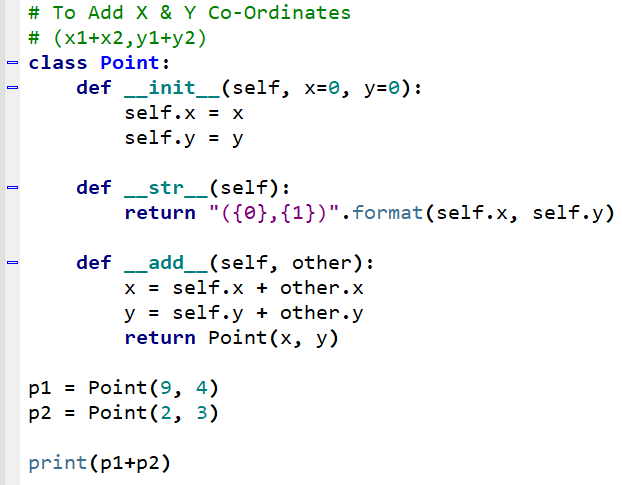 # To Add X & Y Co-Ordinates
# (x1+x2,y1+y2)
class Point:
    def __init__(self, x=0, y=0):
        self.x = x
        self.y = y

    def __str__(self):
        return "({0},{1})".format(self.x, self.y)

    def __add__(self, other):
        x = self.x + other.x
        y = self.y + other.y
        return Point(x, y)

p1 = Point(9, 4)
p2 = Point(2, 3)

print(p1+p2)